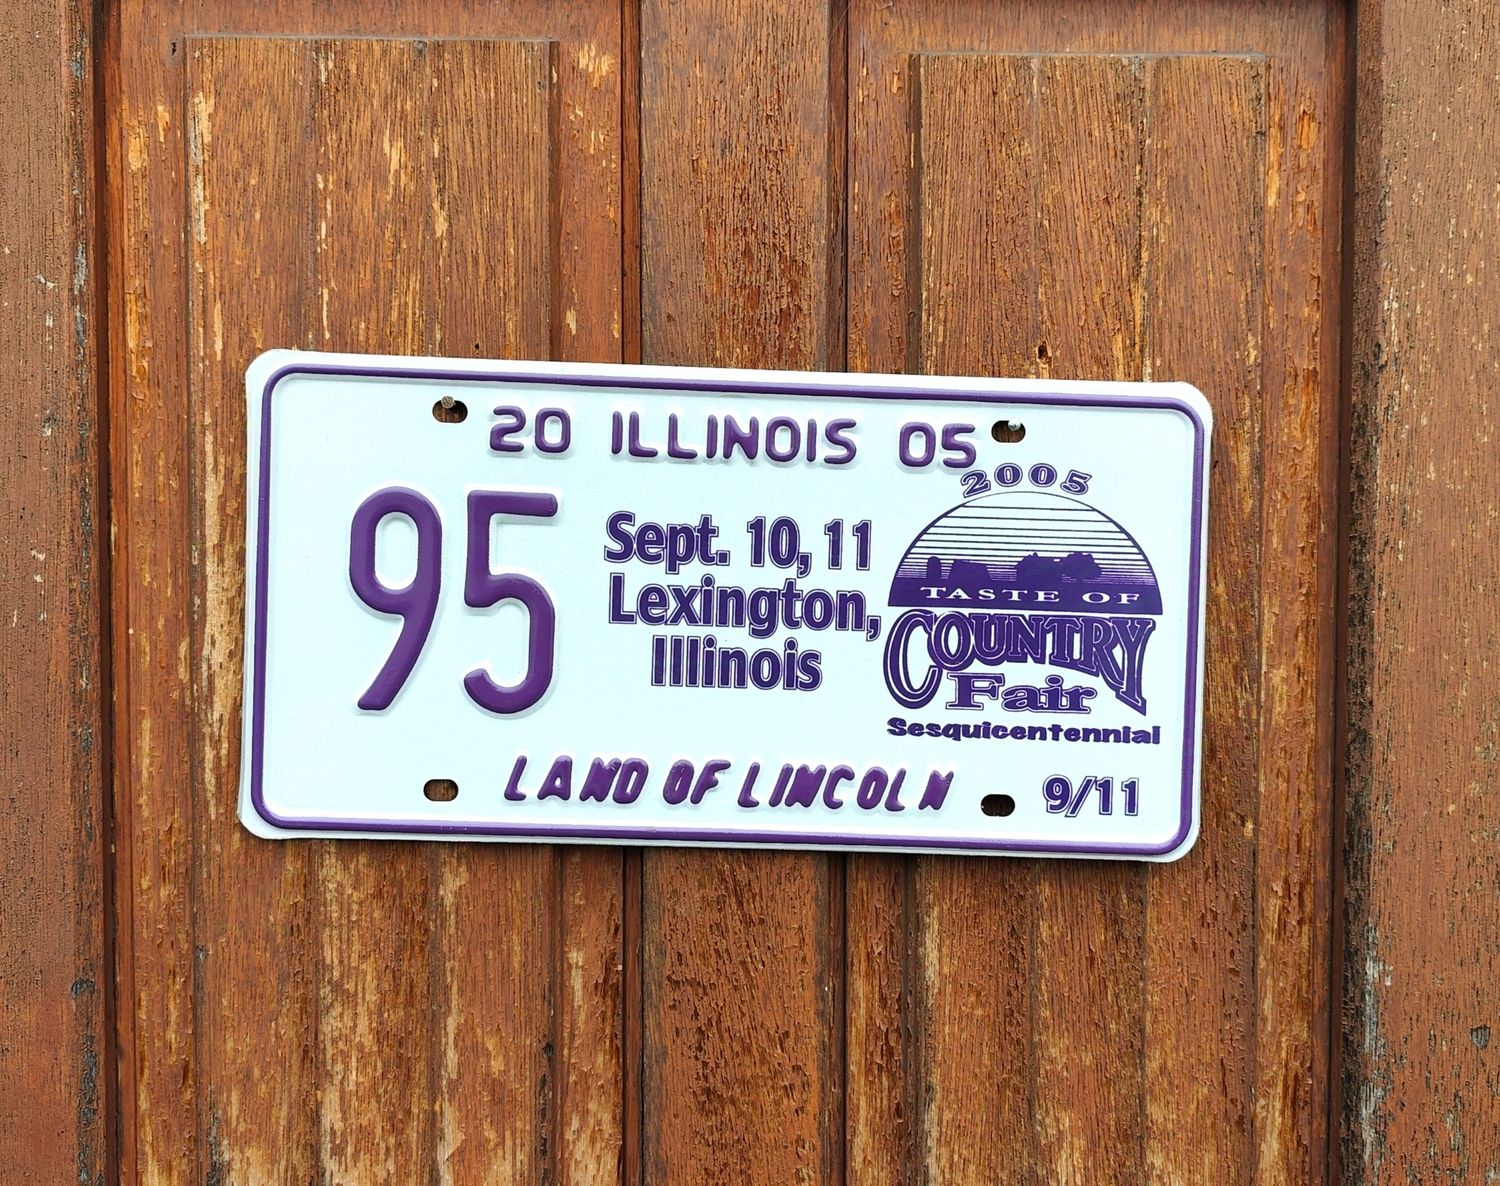 20 ILLINOIS 05
95
Sept. 10, 11
Lexington,
Illinois
2005
TASTE OF
COUNTRY
Fair
Sesquicentennial
LAND OF LINCOLN
9/11